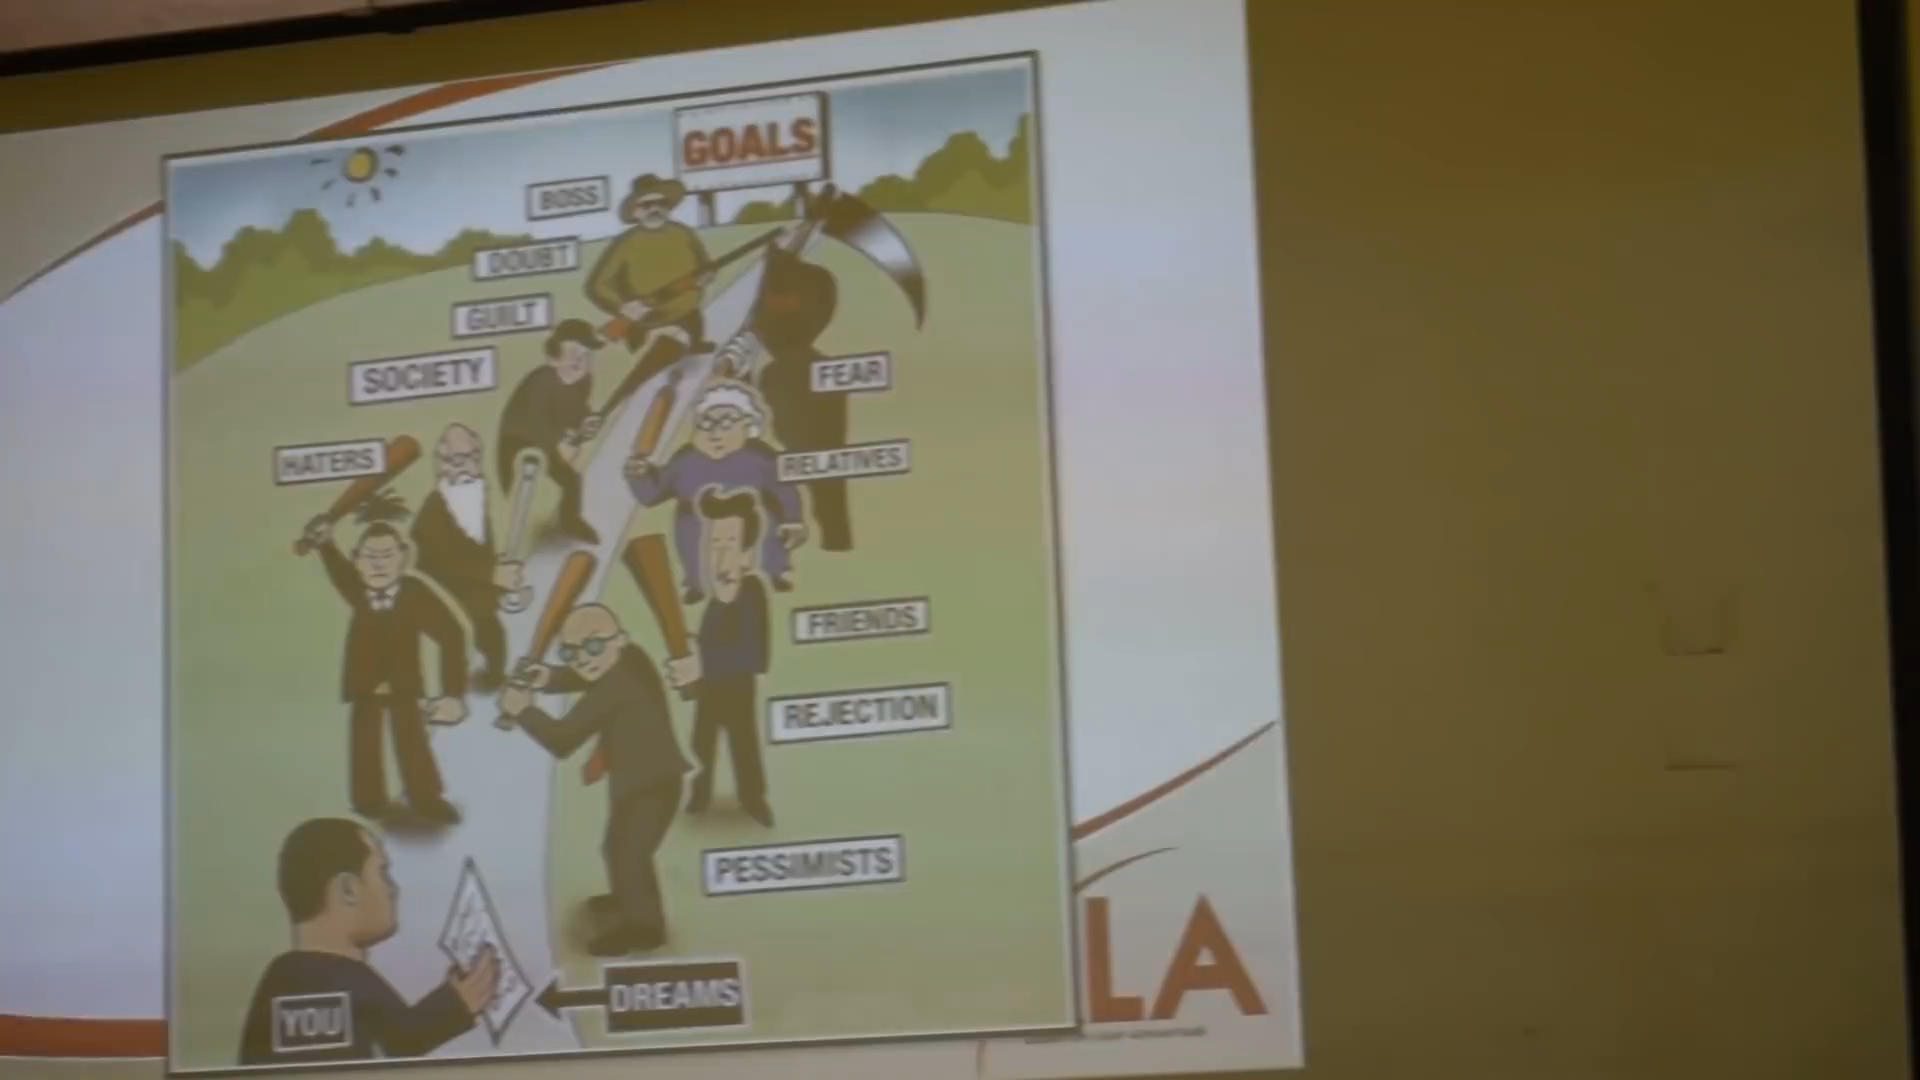 GOALS
BOSS
DOUBT
GUILT
SOCIETY
FEAR
HATERS
RELATIVES
FRIENDS
REJECTION
PESSIMISTS
DREAMS
YOU
LA